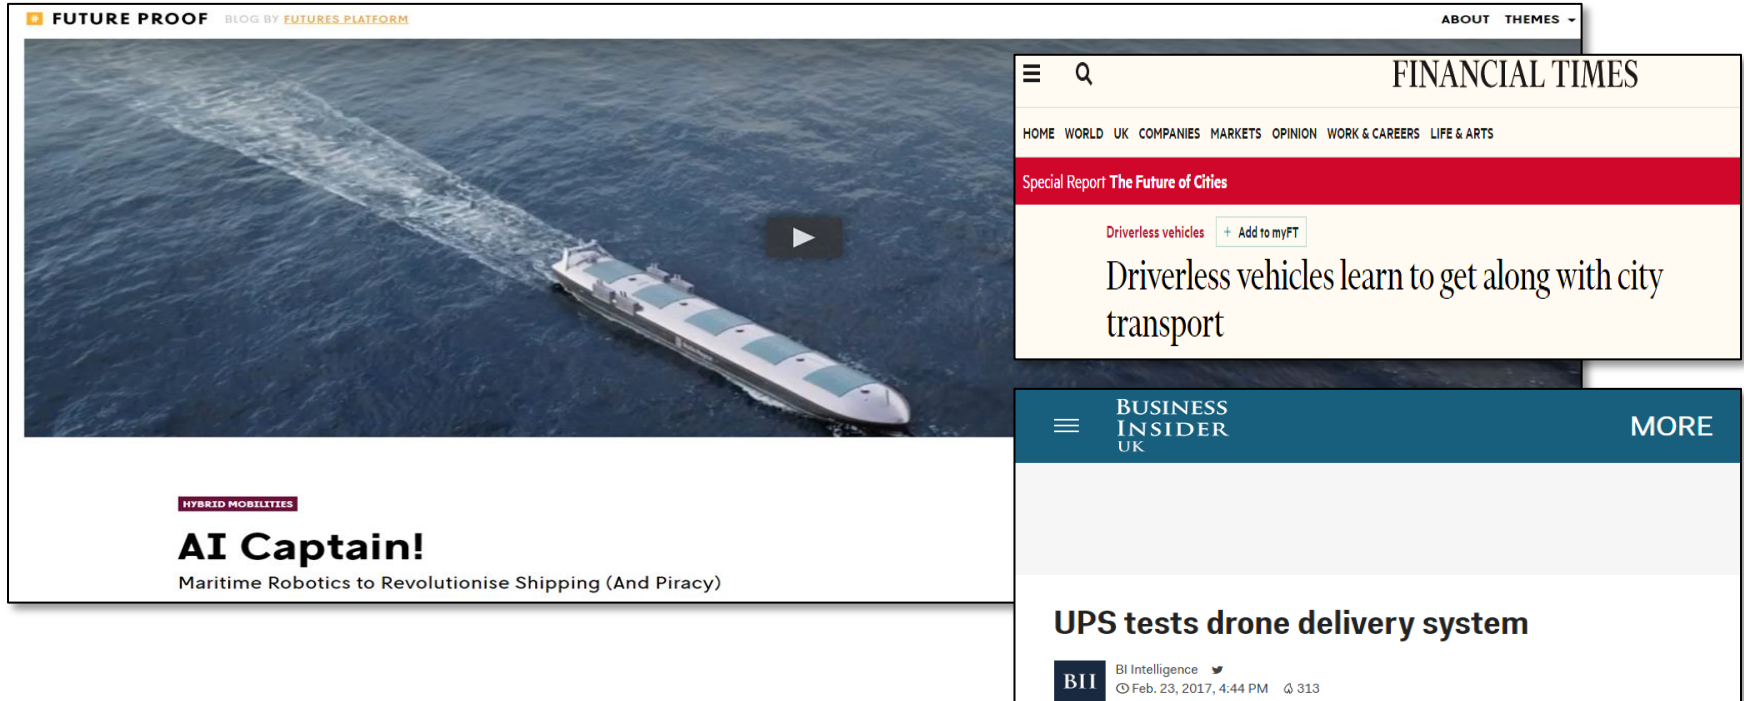 FUTURE PROOF BLOG BY FUTURES PLATFORM
ABOUT THEMES
HYBRID MOBILITIES
AI Captain!
Maritime Robotics to Revolutionise Shipping (And Piracy)
FINANCIAL TIMES
HOME WORLD UK COMPANIES MARKETS OPINION WORK & CAREERS LIFE & ARTS
Special Report The Future of Cities
Driverless vehicles + Add to myFT
Driverless vehicles learn to get along with city
transport
BUSINESS
INSIDER
UK
MORE
UPS tests drone delivery system
BII
BI Intelligence
Feb. 23, 2017, 4:44 PM 313